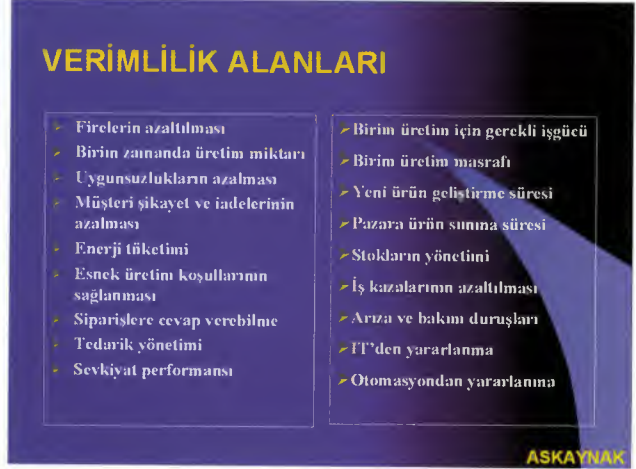 VERİMLİLİK ALANLARI
Firelerin azaltılması
Birim zamanda üretim miktarı
Uygunsuzlukların azalması
Müşteri şikayet ve iadelerinin
azalması
Enerji tüketimi
Esnek üretim koşullarının
sağlanması
Siparişlere cevap verebilme
Tedarik yönetimi
Sevkiyat performansı
Birim üretim için gerekli işgücü
Birim üretim masrafı
Yeni ürün geliştirme süresi
Pazara ürün sunma süresi
Stokların yönetimi
İş kazalarının azaltılması
Arıza ve bakım duruşları
IT'den yararlanma
Otomasyondan yararlanma
ASKAYNAK